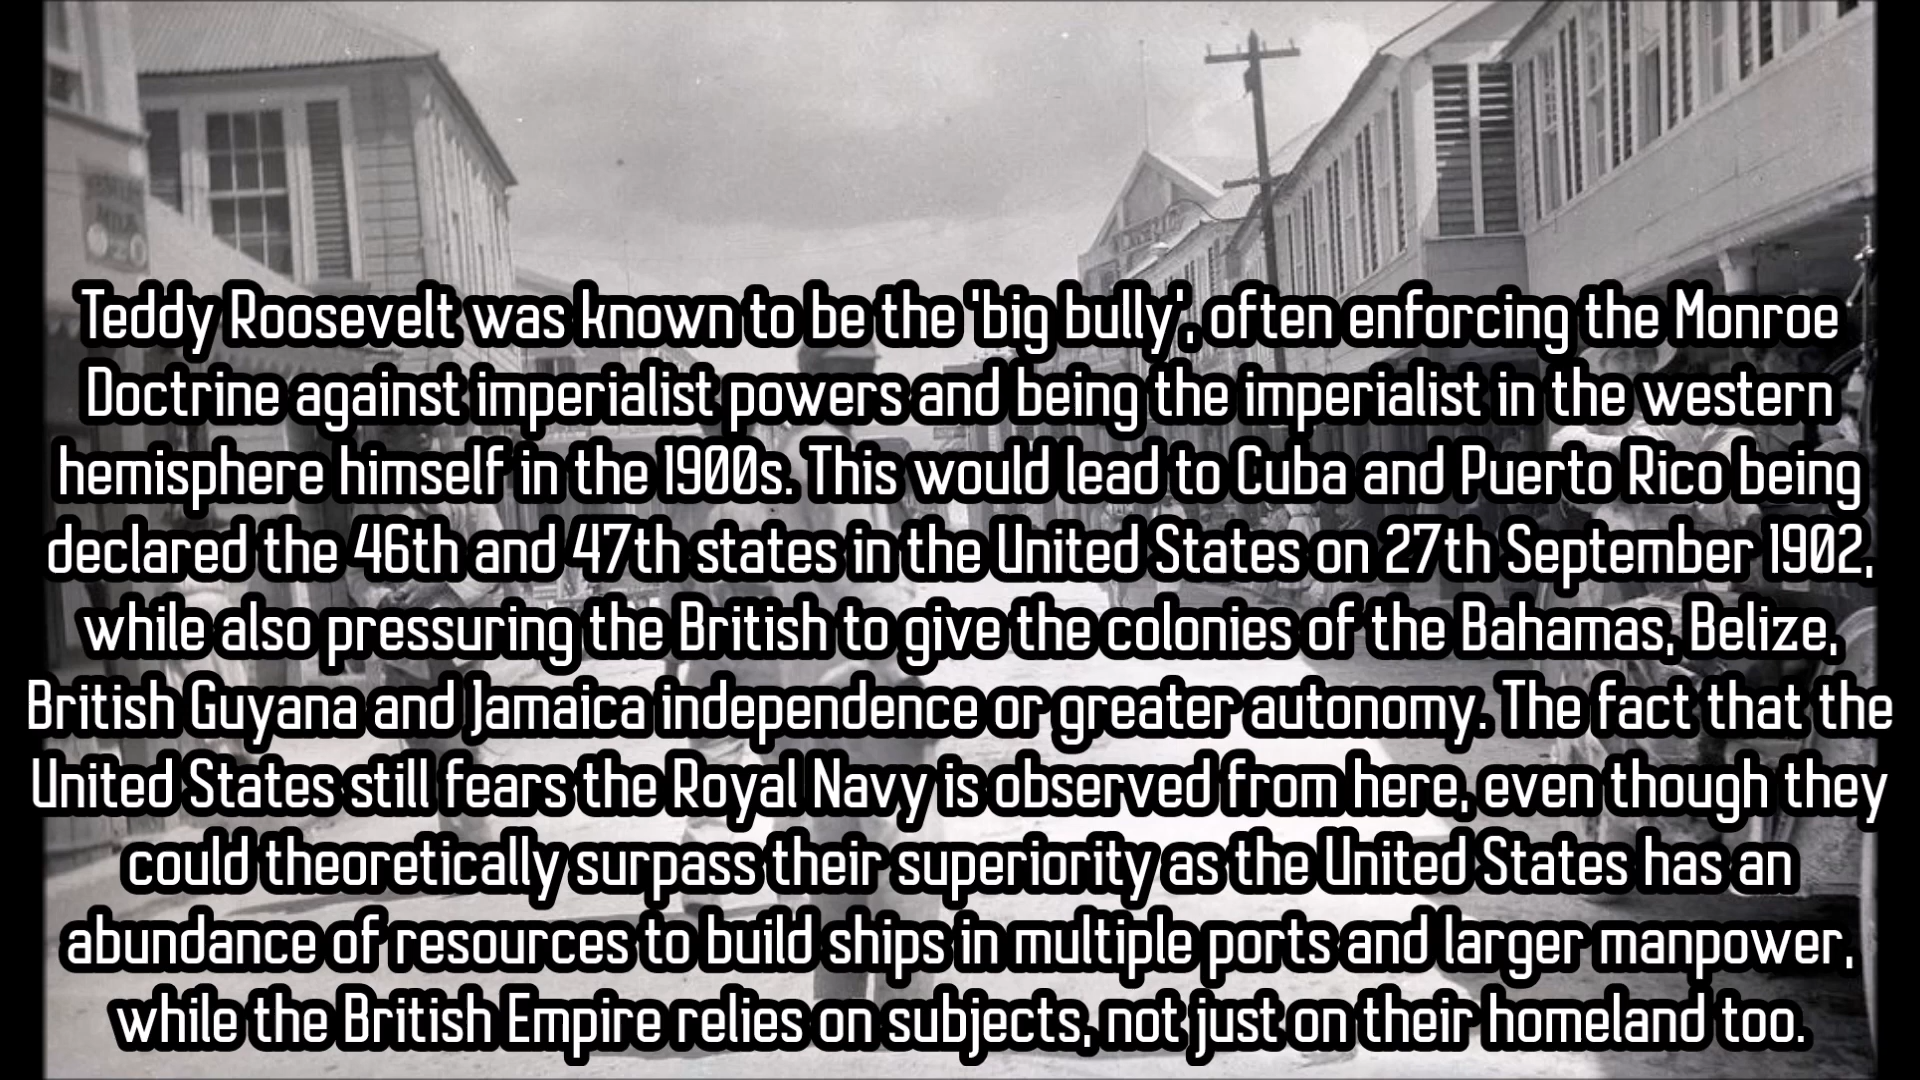 Teddy Roosevelt was known to be the 'big bully', often enforcing the Monroe
Doctrine against imperialist powers and being the imperialist in the western
hemisphere himself in the 1900s. This would lead to Cuba and Puerto Rico being
declared the 46th and 47th states in the United States on 27th September 1902,
while also pressuring the British to give the colonies of the Bahamas, Belize,
British Guyana and Jamaica independence or greater autonomy. The fact that the
United States still fears the Royal Navy is observed from here, even though they
could theoretically surpass their superiority as the United States has an
abundance of resources to build ships in multiple ports and larger manpower,
while the British Empire relies on subjects, not just on their homeland too.